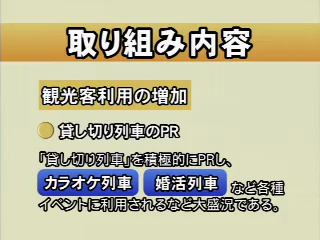 取り組み内容
観光客利用の増加
貸し切り列車のPR
「貸し切り列車」を積極的にPRし、
カラオケ列車 婚活列車 など各種
イベントに利用されるなど大盛況である。